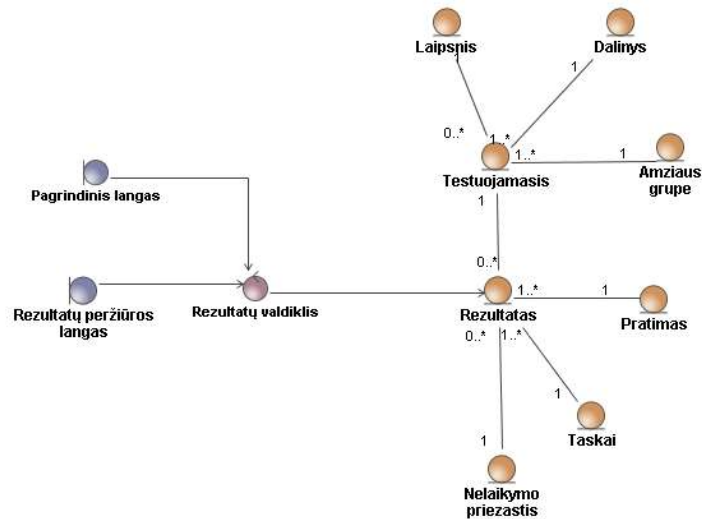 Laipsnis
Dalinys
1
1
0..*
1..*
1..*
1
Testuojamasis
Amziaus
grupe
Pagrindinis langas
1
0..*
Rezultatų peržiūros
langas
Rezultatų valdiklis
Rezultatas
1..*
1
Pratimas
0..*
1..*
1
Taskai
1
Nelaikymo
priezastis